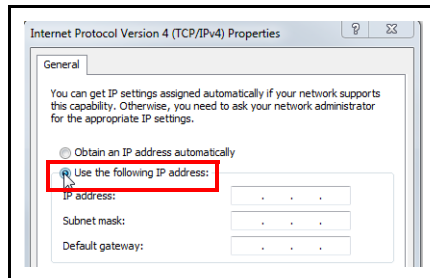 Internet Protocol Version 4 (TCP/IPv4) Properties
General
You can get IP settings assigned automatically if your network supports
this capability. Otherwise, you need to ask your network administrator
for the appropriate IP settings.
Obtain an IP address automatically
Use the following IP address:
IP address:
Subnet mask:
Default gateway: